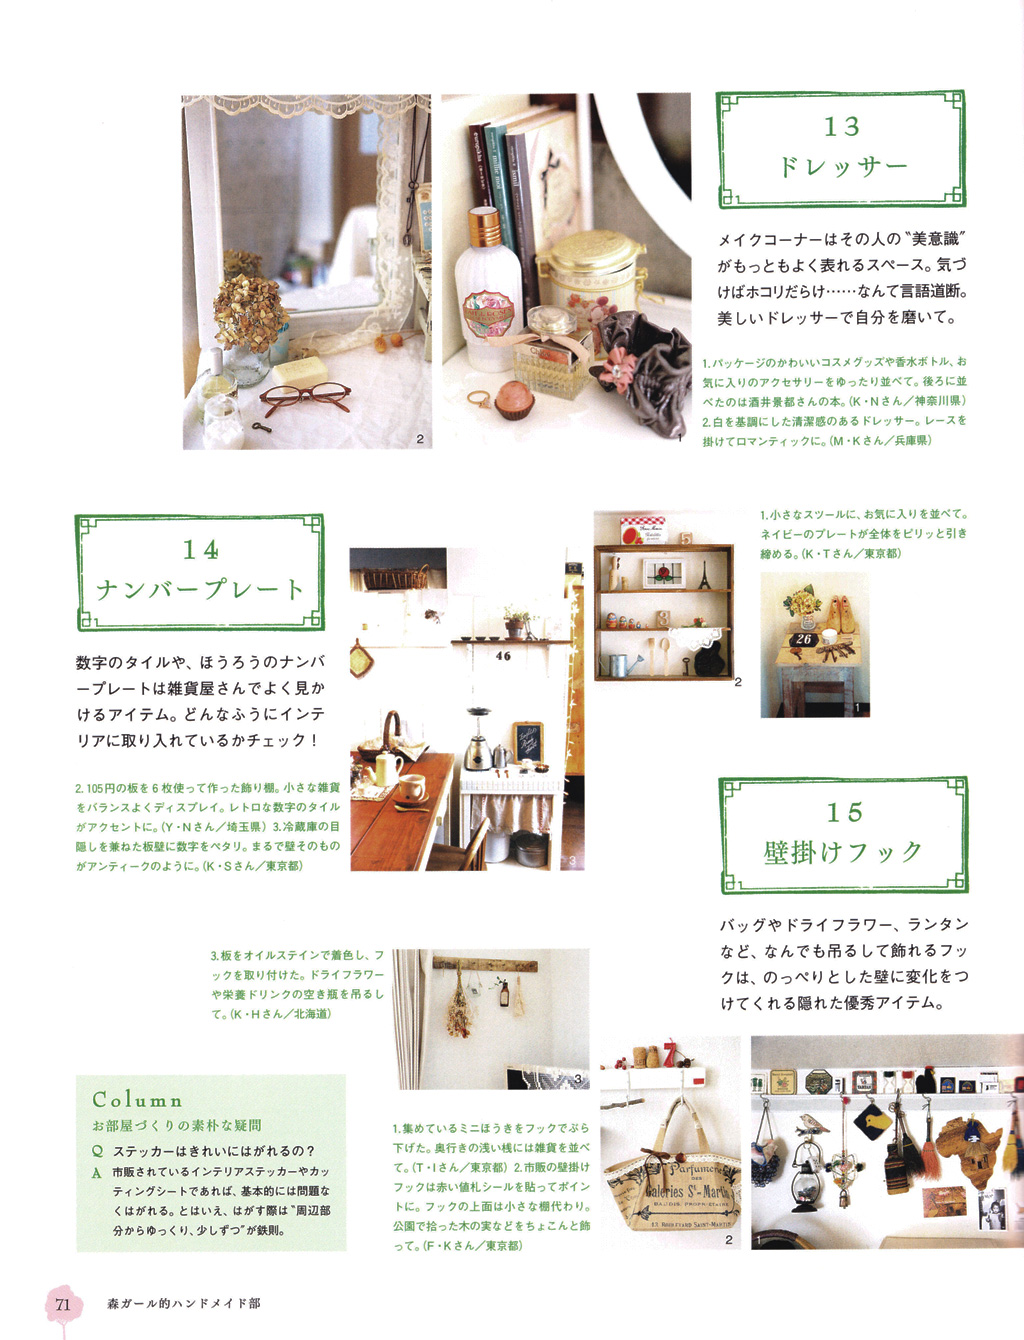 13
ドレッサー
メイクコーナーはその人の〝美意識〟
がもっともよく表れるスペース。気づ
けばホコリだらけ……なんて言語道断。
美しいドレッサーで自分を磨いて。
1.パッケージのかわいいコスメグッズや香水ボトル、お
気に入りのアクセサリーをゆったり並べて。後ろに並
べたのは酒井景都さんの本。(K・Nさん／神奈川県)
2.白を基調にした清潔感のあるドレッサー。レースを
掛けてロマンティックに。(M・Kさん／兵庫県)
2
1
14
ナンバープレート
数字のタイルや、ほうろうのナンバ
ープレートは雑貨屋さんでよく見か
けるアイテム。どんなふうにインテ
リアに取り入れているかチェック！
2.105円の板を6枚使って作った飾り棚。小さな雑貨
をバランスよくディスプレイ。レトロな数字のタイル
がアクセントに。(Y・Nさん／埼玉県) 3.冷蔵庫の目
隠しを兼ねた板壁に数字をペタリ。まるで壁そのもの
がアンティークのように。(K・Sさん／東京都)
46
3
5
3
2
1.小さなスツールに、お気に入りを並べて。
ネイビーのプレートが全体をピリッと引き
締める。(K・Tさん／東京都)
26
1
15
壁掛けフック
バッグやドライフラワー、ランタン
など、なんでも吊るして飾れるフッ
クは、のっぺりとした壁に変化をつ
けてくれる隠れた優秀アイテム。
3.板をオイルステインで着色し、フ
ックを取り付けた。ドライフラワー
や栄養ドリンクの空き瓶を吊るし
て。(K・Hさん／北海道)
3
1.集めているミニほうきをフックでぶら
下げた。奥行きの浅い桟には雑貨を並べ
て。(T・Iさん／東京都) 2.市販の壁掛け
フックは赤い値札シールを貼ってポイン
トに。フックの上面は小さな棚代わり。
公園で拾った木の実などをちょこんと飾
って。(F・Kさん／東京都)
7
Parfumerie
Galeries St-Martin
43, BOULEVARD SAINT-MARTIN
2
1
Column
お部屋づくりの素朴な疑問
Q ステッカーはきれいにはがれるの？
A 市販されているインテリアステッカーやカッ
ティングシートであれば、基本的には問題な
くはがれる。とはいえ、はがす際は〝周辺部
分からゆっくり、少しずつ〟が鉄則。
71 森ガール的ハンドメイド部